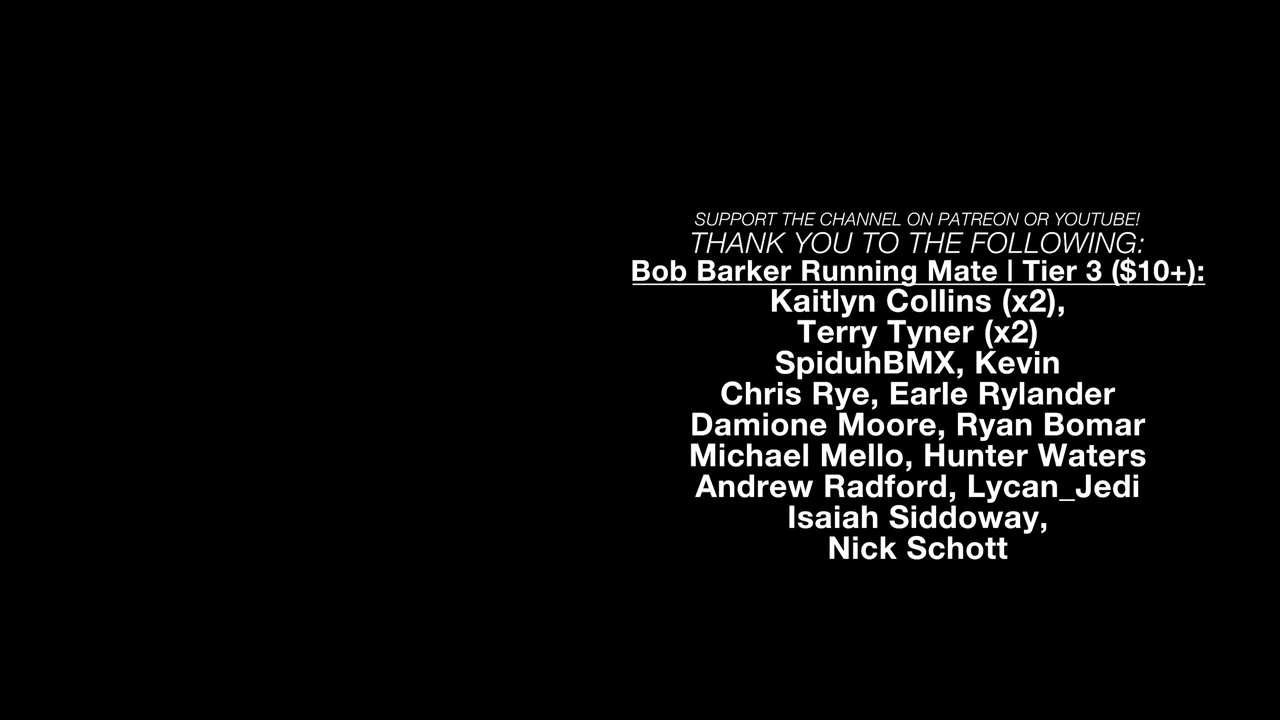 SUPPORT THE CHANNEL ON PATREON OR YOUTUBE!
THANK YOU TO THE FOLLOWING:
Bob Barker Running Mate | Tier 3 ($10+):
Kaitlyn Collins (x2),
Terry Tyner (x2)
SpiduhBMX, Kevin
Chris Rye, Earle Rylander
Damione Moore, Ryan Bomar
Michael Mello, Hunter Waters
Andrew Radford, Lycan_Jedi
Isaiah Siddoway,
Nick Schott